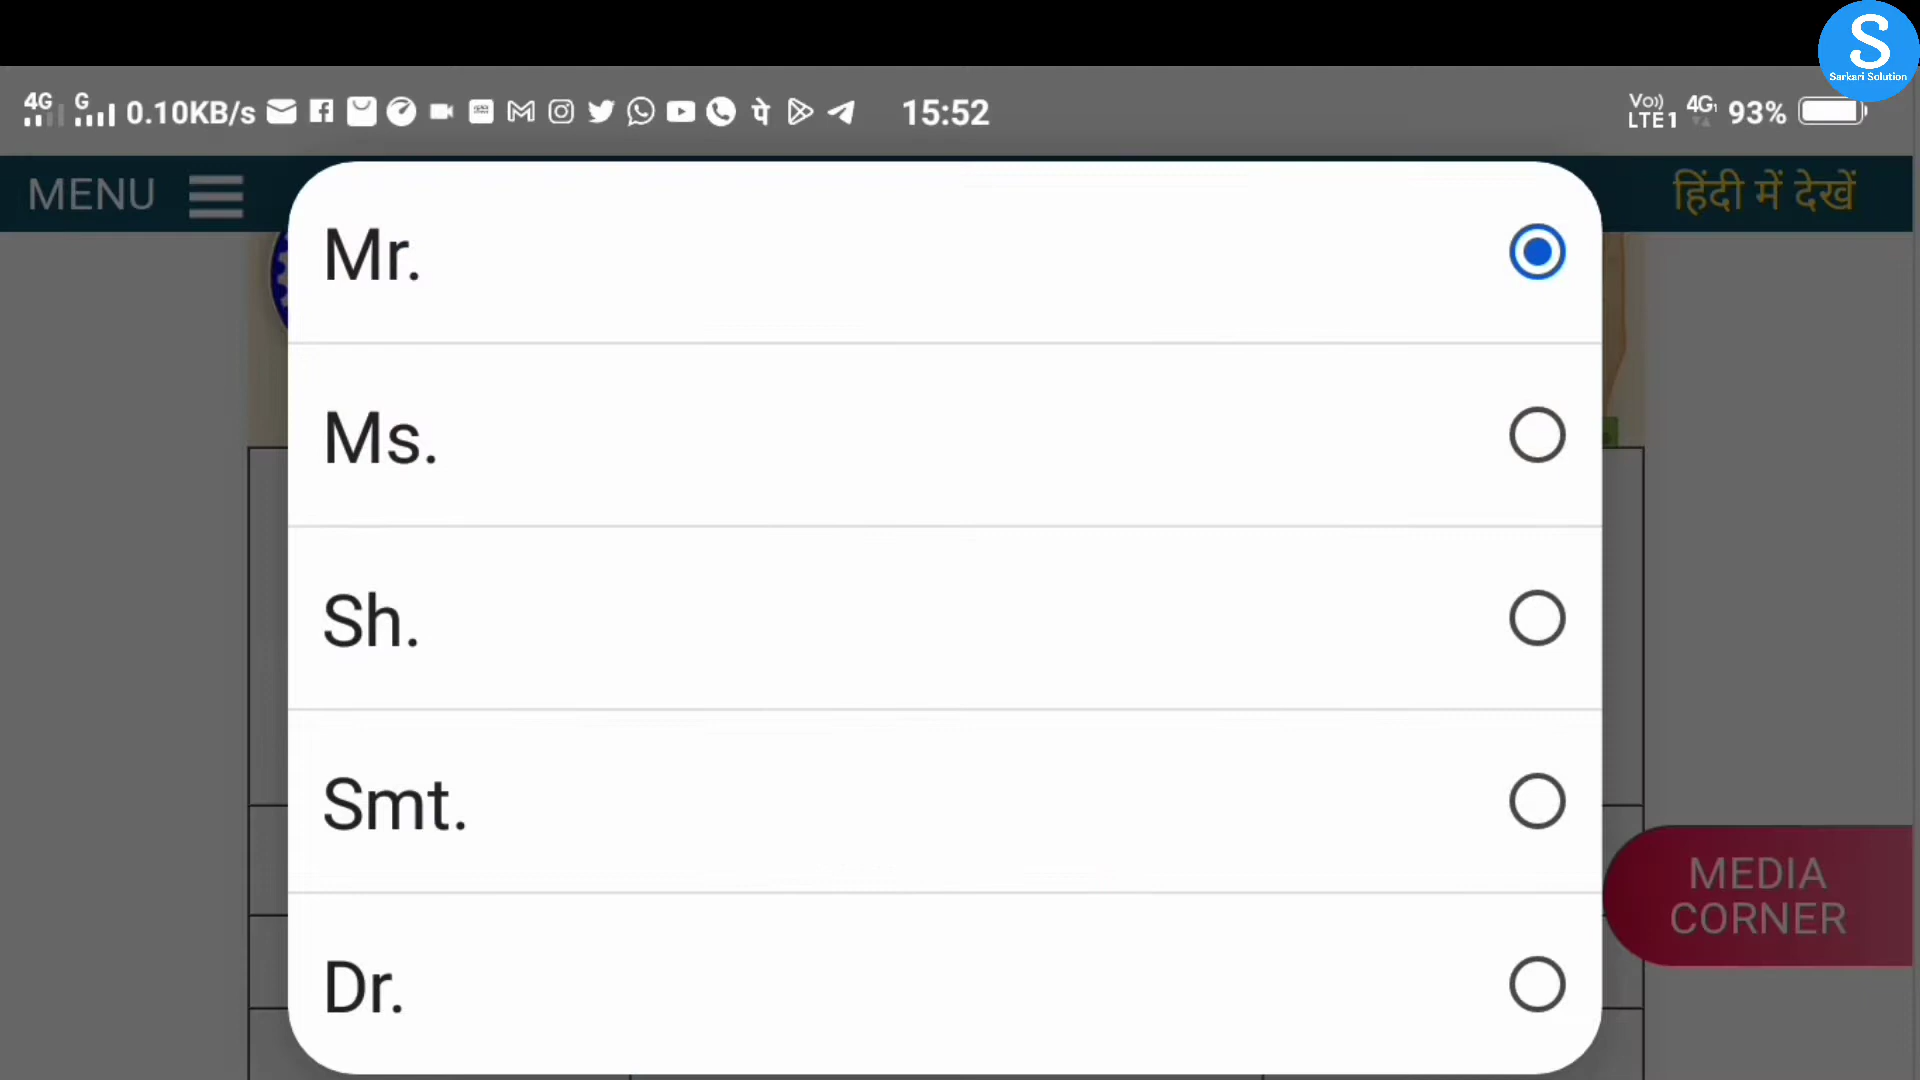 S
Sarkari Solution
4G G 0.10KB/s 15:52 Vo)) LTE1 4G 93%
MENU हिंदी में देखें
Mr.
Ms.
Sh.
Smt.
Dr.
MEDIA
CORNER